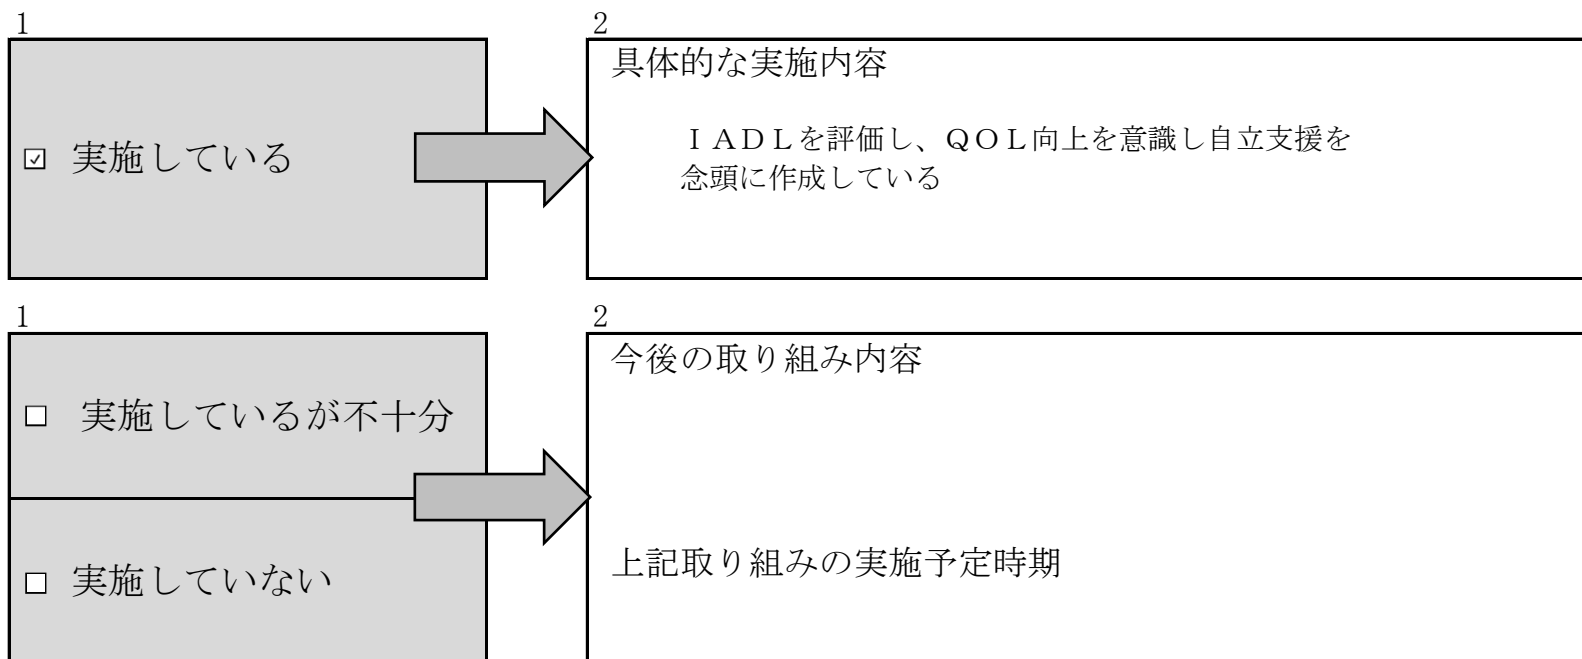 1
2
☑ 実施している
具体的な実施内容
ＩＡＤＬを評価し、ＱＯＬ向上を意識し自立支援を
念頭に作成している
1
2
□ 実施しているが不十分
□ 実施していない
今後の取り組み内容
上記取り組みの実施予定時期